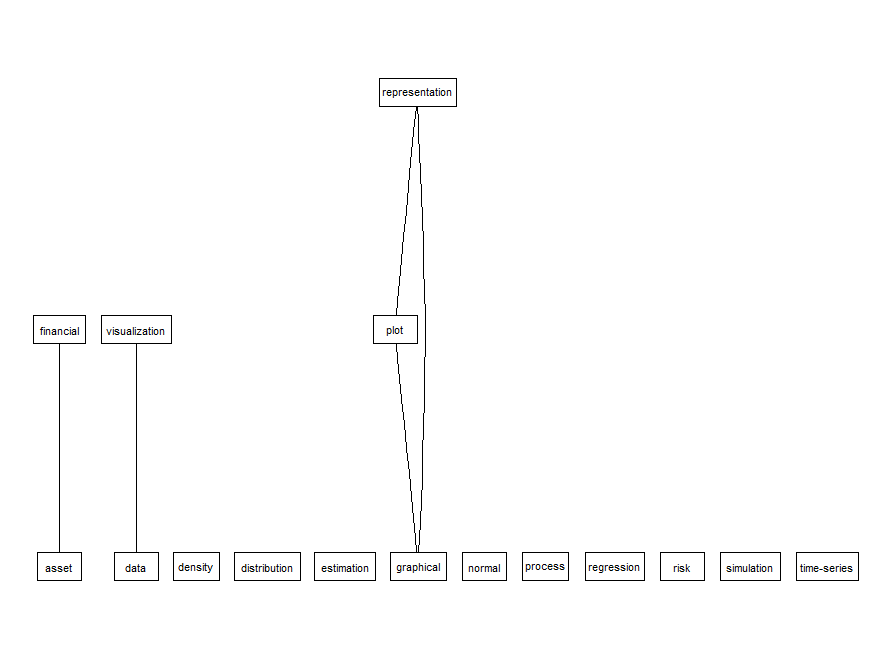 representation
financial
visualization
plot
asset
data
density
distribution
estimation
graphical
normal
process
regression
risk
simulation
time-series